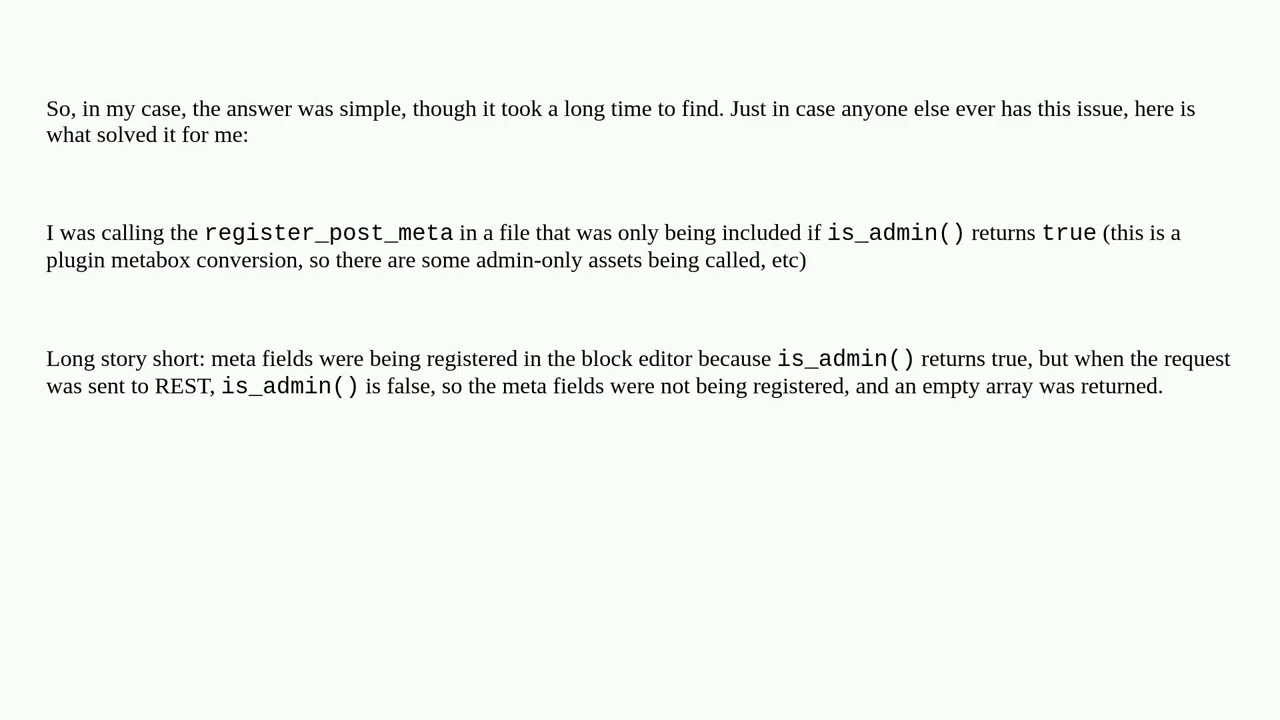 So, in my case, the answer was simple, though it took a long time to find. Just in case anyone else ever has this issue, here is
what solved it for me:
I was calling the register_post_meta in a file that was only being included if is_admin() returns true (this is a
plugin metabox conversion, so there are some admin-only assets being called, etc)
Long story short: meta fields were being registered in the block editor because is_admin() returns true, but when the request
was sent to REST, is_admin() is false, so the meta fields were not being registered, and an empty array was returned.